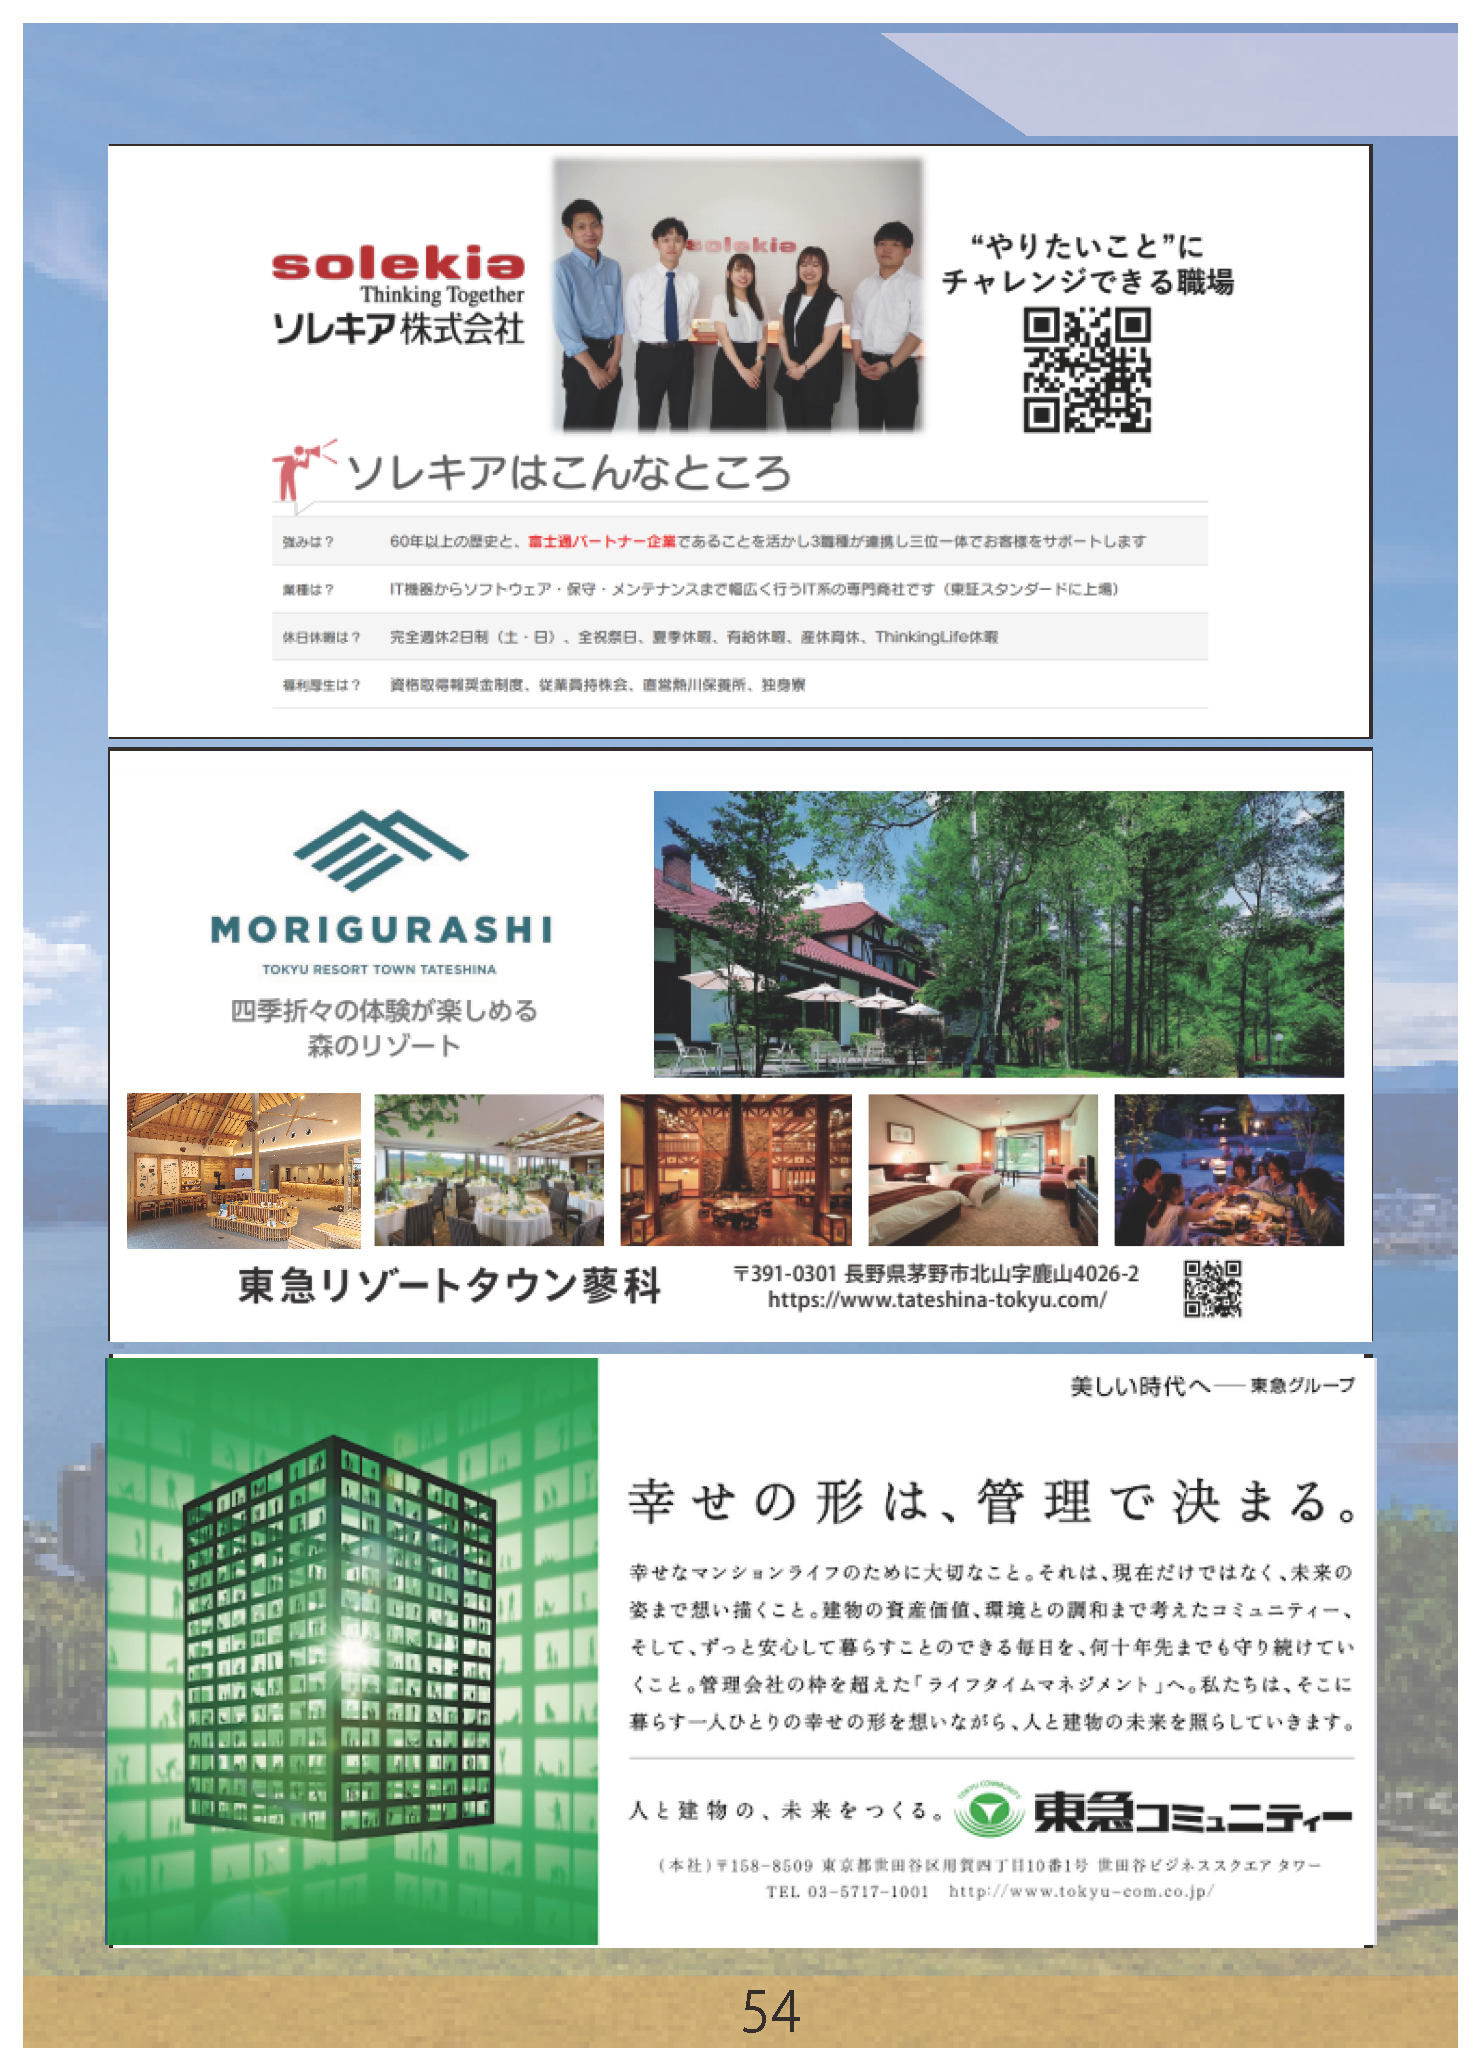 solekia
Thinking Together
ソレキア株式会社
solekia
“やりたいこと”に
チャレンジできる職場
ソレキアはこんなところ
強みは？ 60年以上の歴史と、富士通パートナー企業であることを活かし3職種が連携し三位一体でお客様をサポートします
業種は？ IT機器からソフトウェア・保守・メンテナンスまで幅広く行うIT系の専門商社です（東証スタンダードに上場）
休日休暇は？ 完全週休2日制（土・日）、全祝祭日、夏季休暇、有給休暇、産休育休、ThinkingLife休暇
福利厚生は？ 資格取得報奨金制度、従業員持株会、直営熱川保養所、独身寮
MORIGURASHI
TOKYU RESORT TOWN TATESHINA
四季折々の体験が楽しめる
森のリゾート
東急リゾートタウン蓼科
〒391-0301 長野県茅野市北山字鹿山4026-2
https://www.tateshina-tokyu.com/
美しい時代へ──東急グループ
幸せの形は、管理で決まる。
幸せなマンションライフのために大切なこと。それは、現在だけではなく、未来の
姿まで想い描くこと。建物の資産価値、環境との調和まで考えたコミュニティー、
そして、ずっと安心して暮らすことのできる毎日を、何十年先までも守り続けてい
くこと。管理会社の枠を超えた「ライフタイムマネジメント」へ。私たちは、そこに
暮らす一人ひとりの幸せの形を想いながら、人と建物の未来を照らしていきます。
人と建物の、未来をつくる。
TOKYU COMMUNITY
東急コミュニティー
（本社）〒158-8509 東京都世田谷区用賀四丁目10番1号 世田谷ビジネススクエア タワー
TEL 03-5717-1001 http://www.tokyu-com.co.jp/
54